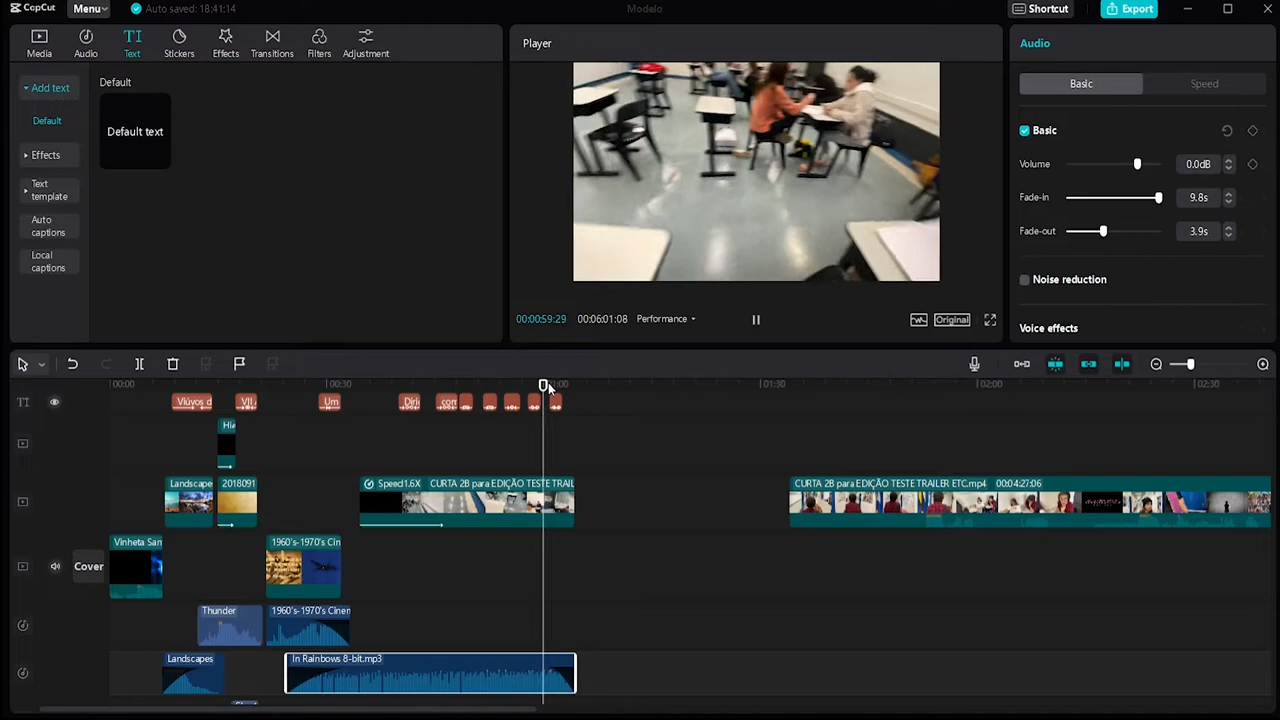 CapCut
Menu
Auto saved: 18:41:14
Modelo
Shortcut
Export
Media
Audio
Text
Stickers
Effects
Transitions
Filters
Adjustment
Add text
Default
Effects
Text
template
Auto
captions
Local
captions
Default
Default text
Player
00:00:59:29
00:06:01:08
Performance
Original
Audio
Basic
Speed
Basic
Volume
0.0dB
Fade-in
9.8s
Fade-out
3.9s
Noise reduction
Voice effects
00:00
00:30
01:00
01:30
02:00
02:30
TI
Viúvos d
VII
Um
Diri
com
Hi
Landscape
2018091
Speed1.6X
CURTA 2B para EDIÇÃO TESTE TRAIL
CURTA 2B para EDIÇÃO TESTE TRAILER ETC.mp4
00:04:27:06
Cover
Vinheta Sam
1960's-1970's Cin
Thunder
1960's-1970's Cinem
Landscapes
In Rainbows 8-bit.mp3